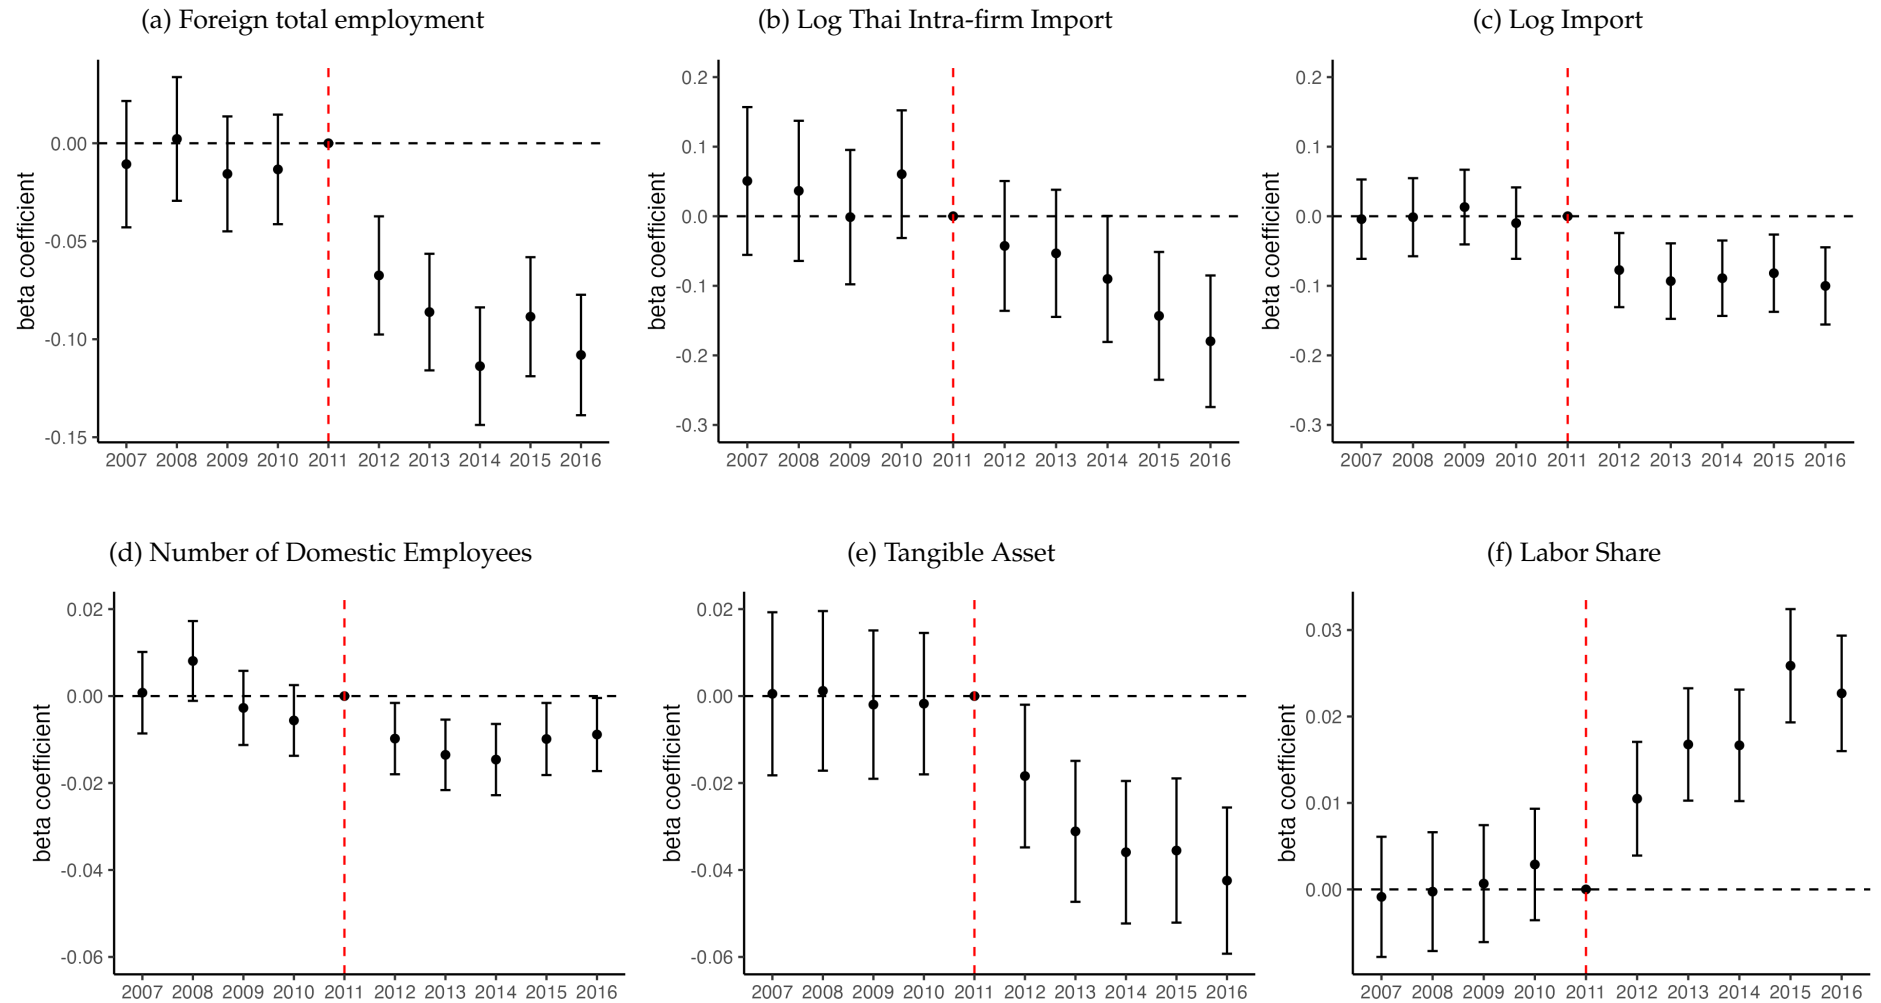 (a) Foreign total employment
beta coefficient
0.00
-0.05
-0.10
-0.15
2007 2008 2009 2010 2011 2012 2013 2014 2015 2016
(b) Log Thai Intra-firm Import
beta coefficient
0.2
0.1
0.0
-0.1
-0.2
-0.3
2007 2008 2009 2010 2011 2012 2013 2014 2015 2016
(c) Log Import
beta coefficient
0.2
0.1
0.0
-0.1
-0.2
-0.3
2007 2008 2009 2010 2011 2012 2013 2014 2015 2016
(d) Number of Domestic Employees
beta coefficient
0.02
0.00
-0.02
-0.04
-0.06
2007 2008 2009 2010 2011 2012 2013 2014 2015 2016
(e) Tangible Asset
beta coefficient
0.02
0.00
-0.02
-0.04
-0.06
2007 2008 2009 2010 2011 2012 2013 2014 2015 2016
(f) Labor Share
beta coefficient
0.03
0.02
0.01
0.00
2007 2008 2009 2010 2011 2012 2013 2014 2015 2016